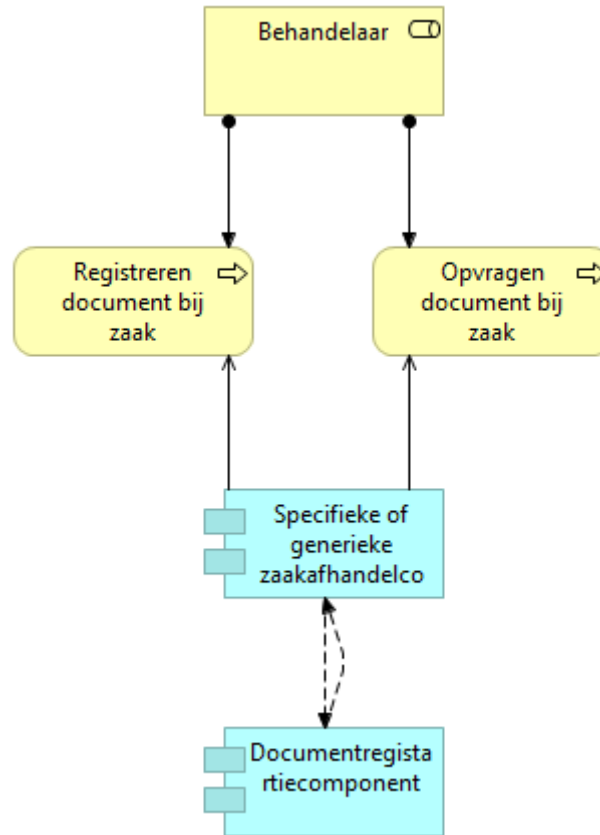 Behandelaar
Registreren
document bij
zaak
Opvragen
document bij
zaak
Specifieke of
generieke
zaakafhandelco
Documentregista
rtiecomponent